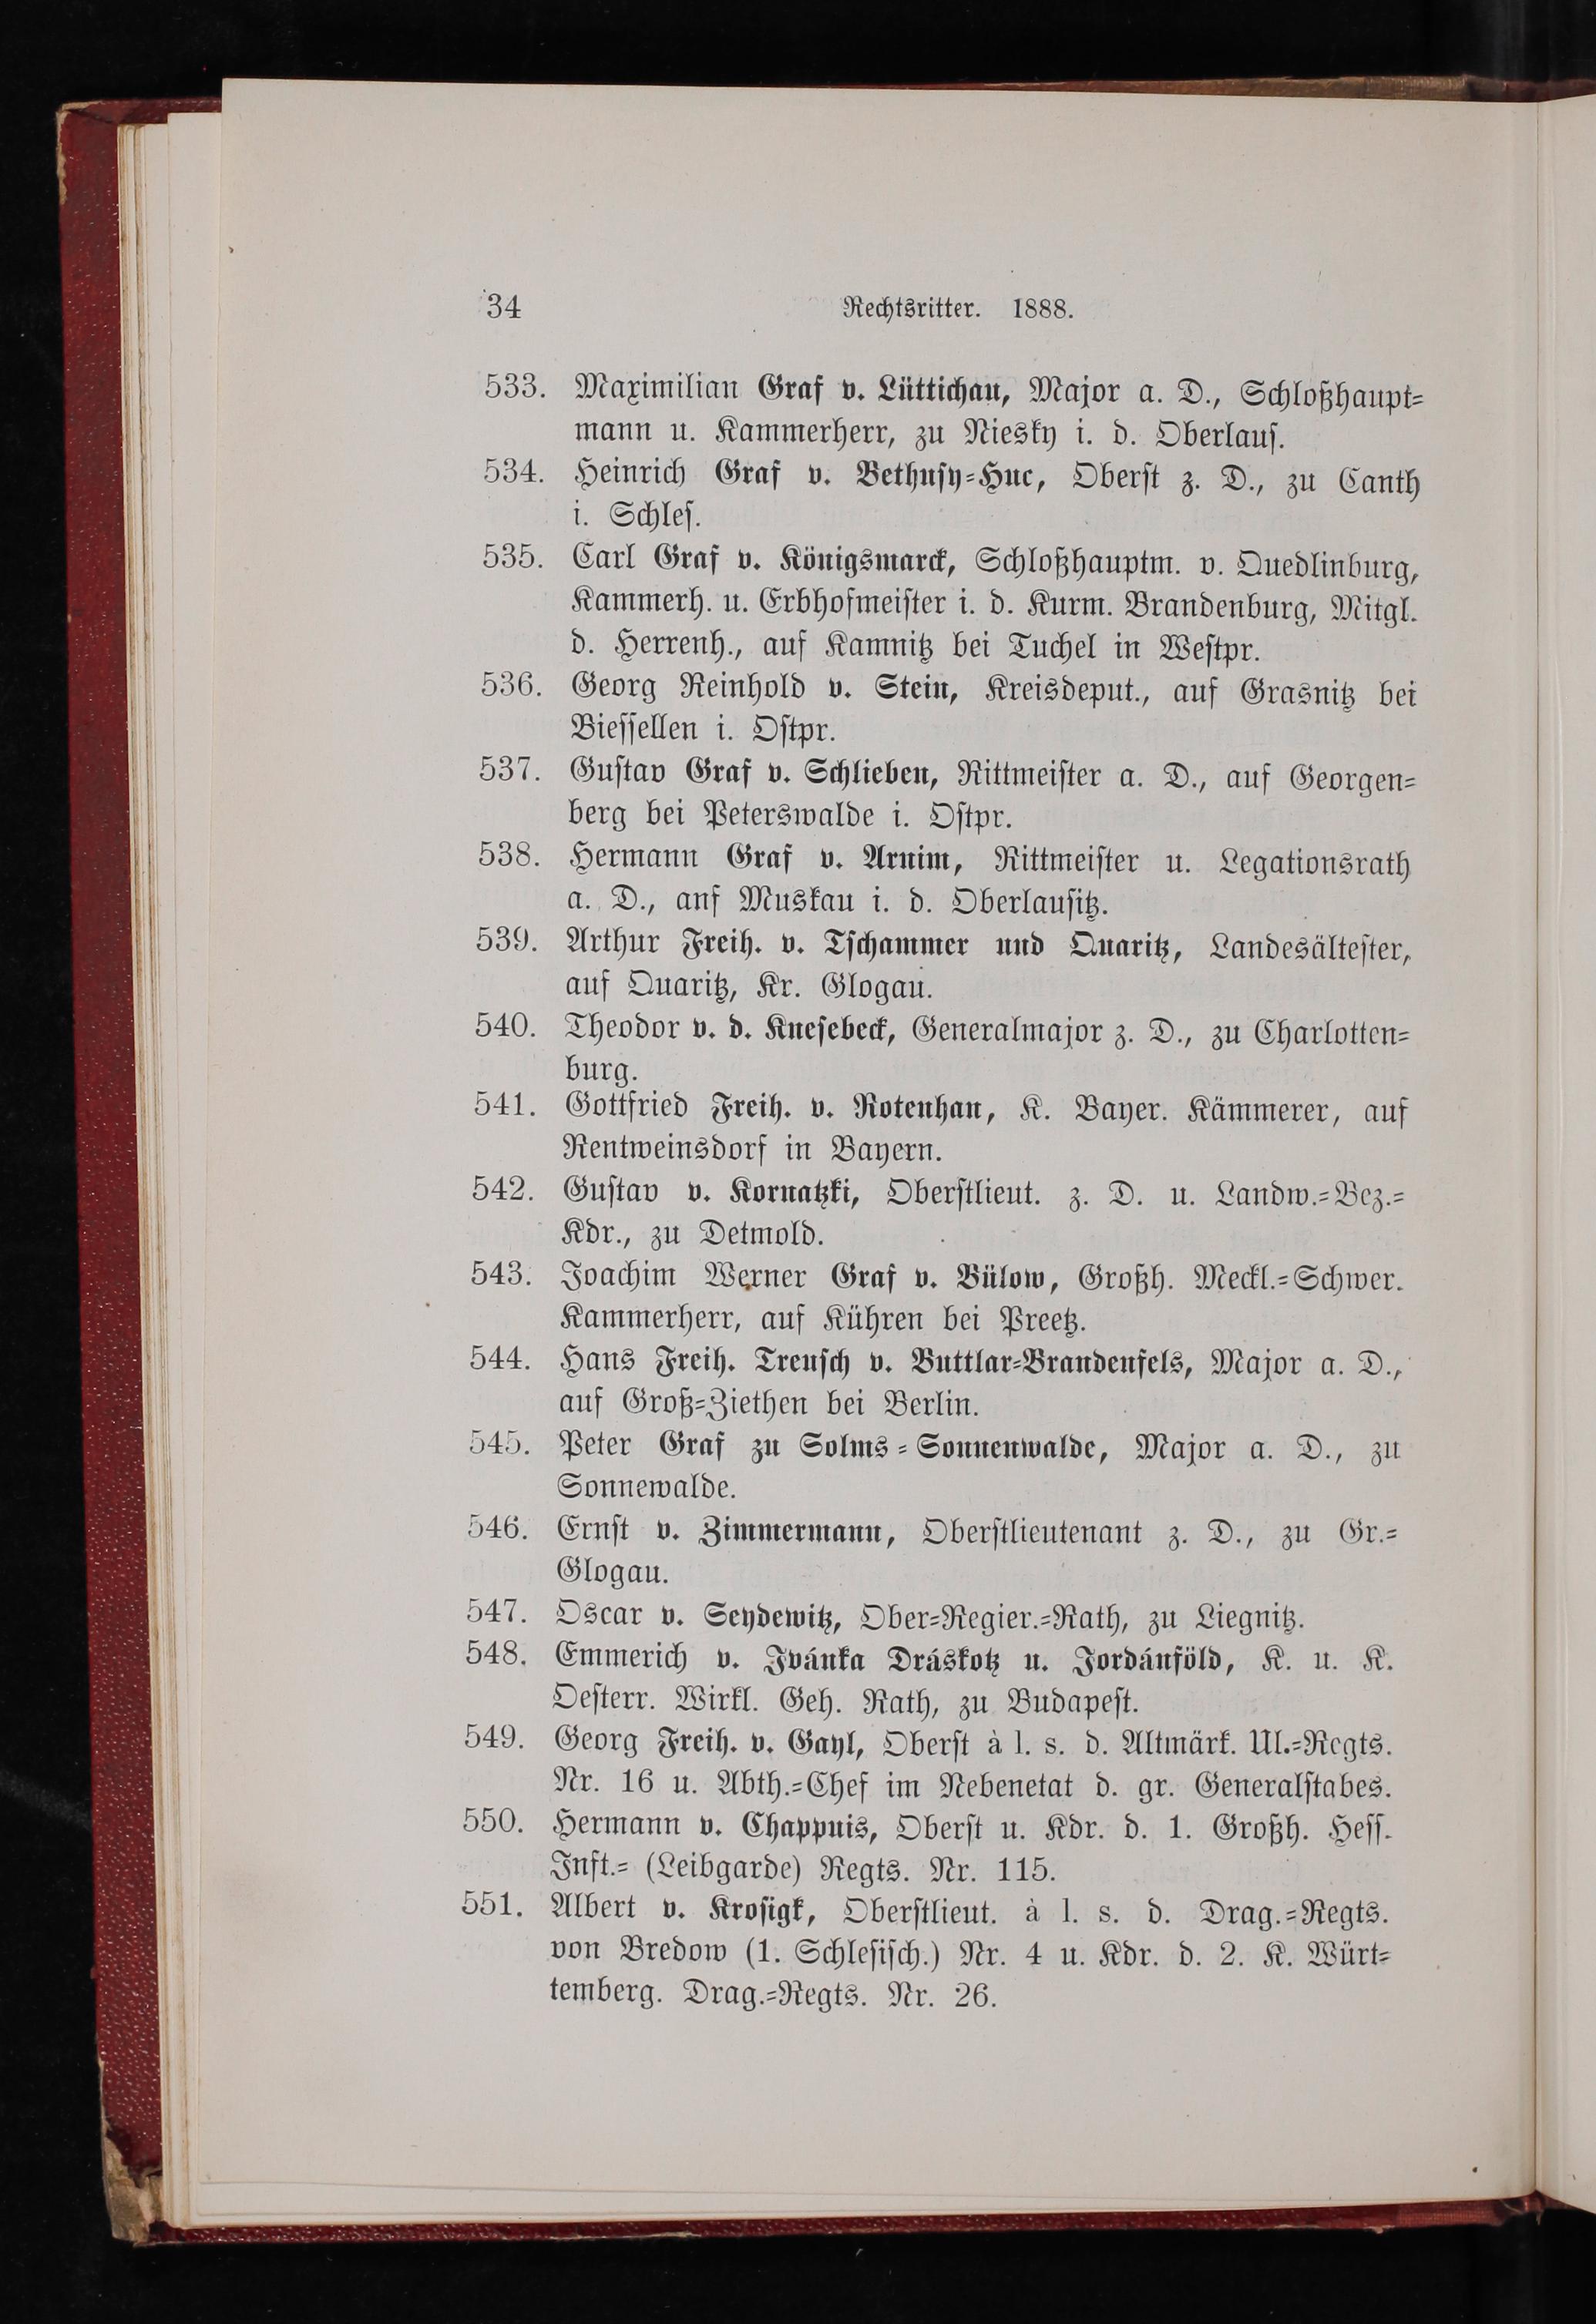 34 Rechtsritter. 1888.
533. Maximilian Graf v. Lüttichau, Major a. D., Schloßhaupt-
mann u. Kammerherr, zu Niesky i. d. Oberlaus.
534. Heinrich Graf v. Bethusy-Huc, Oberst z. D., zu Canth
i. Schles.
535. Carl Graf v. Königsmarck, Schloßhauptm. v. Quedlinburg,
Kammerh. u. Erbhofmeister i. d. Kurm. Brandenburg, Mitgl.
d. Herrenh., auf Kamnitz bei Tuchel in Westpr.
536. Georg Reinhold v. Stein, Kreisdeput., auf Grasnitz bei
Biessellen i. Ostpr.
537. Gustav Graf v. Schlieben, Rittmeister a. D., auf Georgen-
berg bei Peterswalde i. Ostpr.
538. Hermann Graf v. Arnim, Rittmeister u. Legationsrath
a. D., anf Muskau i. d. Oberlausitz.
539. Arthur Freih. v. Tschammer und Quaritz, Landesältester,
auf Quaritz, Kr. Glogau.
540. Theodor v. d. Knesebeck, Generalmajor z. D., zu Charlotten-
burg.
541. Gottfried Freih. v. Rotenhan, K. Bayer. Kämmerer, auf
Rentweinsdorf in Bayern.
542. Gustav v. Kornatzki, Oberstlieut. z. D. u. Landw.-Bez.-
Kdr., zu Detmold.
543. Joachim Werner Graf v. Bülow, Großh. Meckl.-Schwer.
Kammerherr, auf Kühren bei Preetz.
544. Hans Freih. Treusch v. Buttlar-Brandenfels, Major a. D.,
auf Groß-Ziethen bei Berlin.
545. Peter Graf zu Solms-Sonnenwalde, Major a. D., zu
Sonnewalde.
546. Ernst v. Zimmermann, Oberstlieutenant z. D., zu Gr.-
Glogau.
547. Oscar v. Seydewitz, Ober-Regier.-Rath, zu Liegnitz.
548. Emmerich v. Ivánka Dráskotz u. Jordánföld, K. u. K.
Oesterr. Wirkl. Geh. Rath, zu Budapest.
549. Georg Freih. v. Gayl, Oberst à l. s. d. Altmärk. Ul.-Regts.
Nr. 16 u. Abth.-Chef im Nebenetat d. gr. Generalstabes.
550. Hermann v. Chappuis, Oberst u. Kdr. d. 1. Großh. Hess.
Inft.- (Leibgarde) Regts. Nr. 115.
551. Albert v. Krosigk, Oberstlieut. à l. s. d. Drag.-Regts.
von Bredow (1. Schlesisch.) Nr. 4 u. Kdr. d. 2. K. Würt-
temberg. Drag.-Regts. Nr. 26.